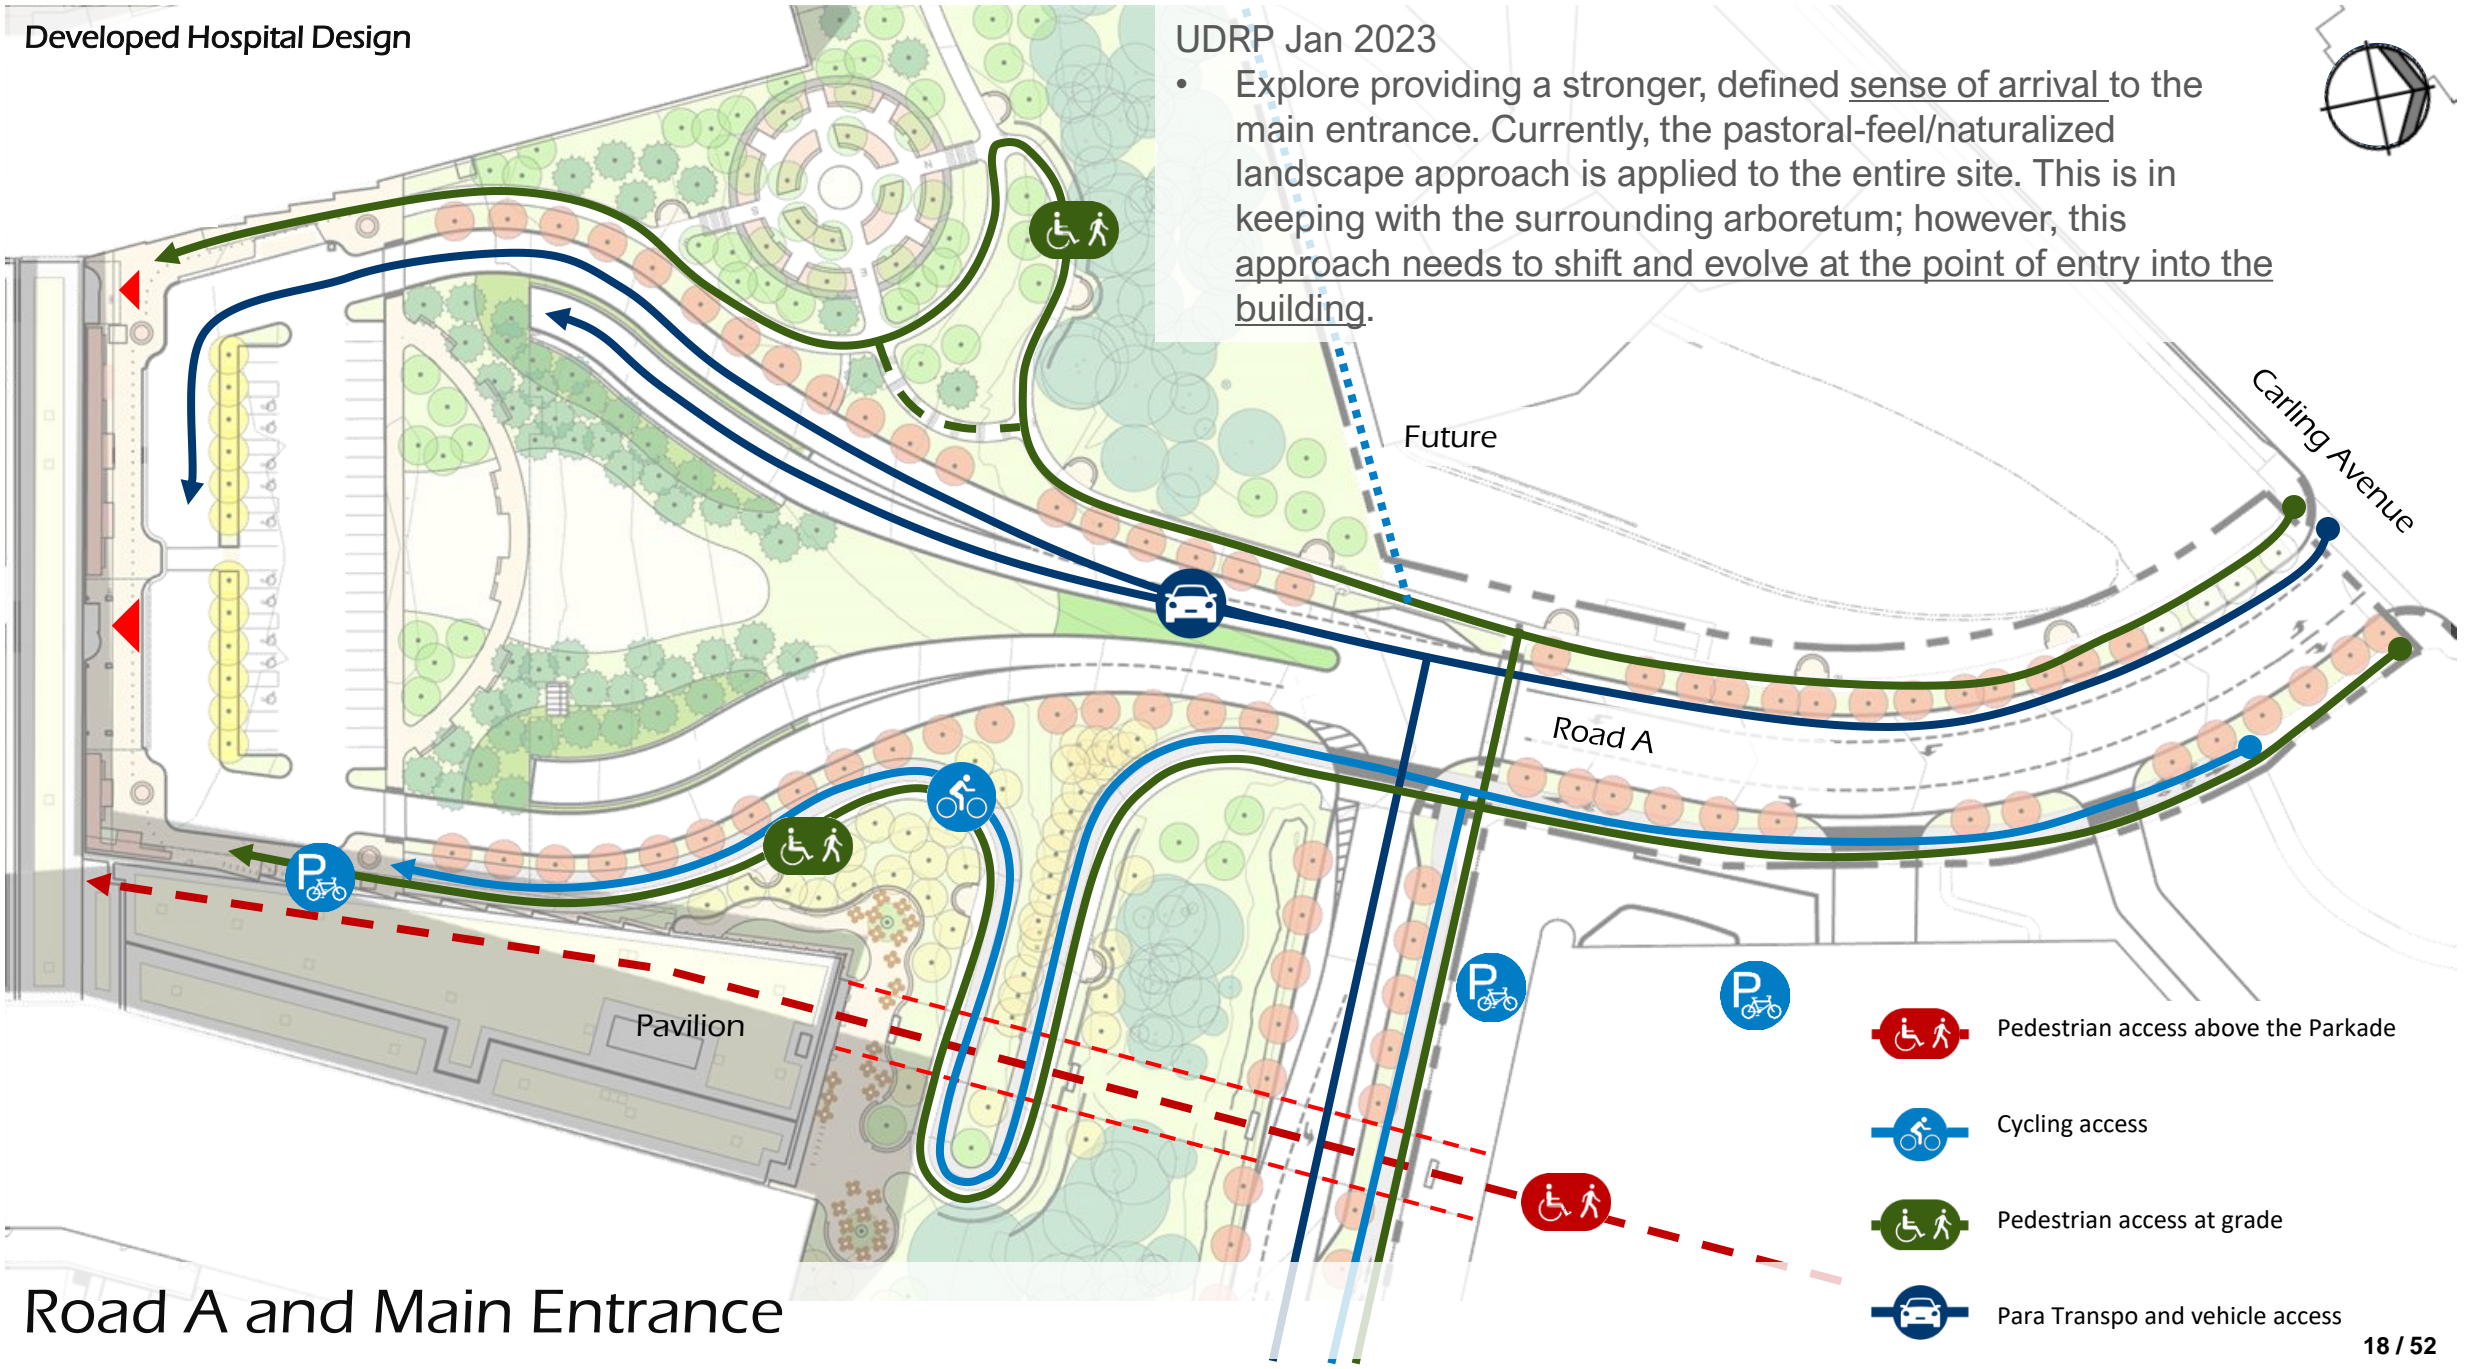 Developed Hospital Design
UDRP Jan 2023
• Explore providing a stronger, defined sense of arrival to the
main entrance. Currently, the pastoral-feel/naturalized
landscape approach is applied to the entire site. This is in
keeping with the surrounding arboretum; however, this
approach needs to shift and evolve at the point of entry into the
building.
N
S
E
Future
Carling Avenue
Road A
P
P
P
Pavilion
Pedestrian access above the Parkade
Cycling access
Pedestrian access at grade
Para Transpo and vehicle access
Road A and Main Entrance
18 / 52